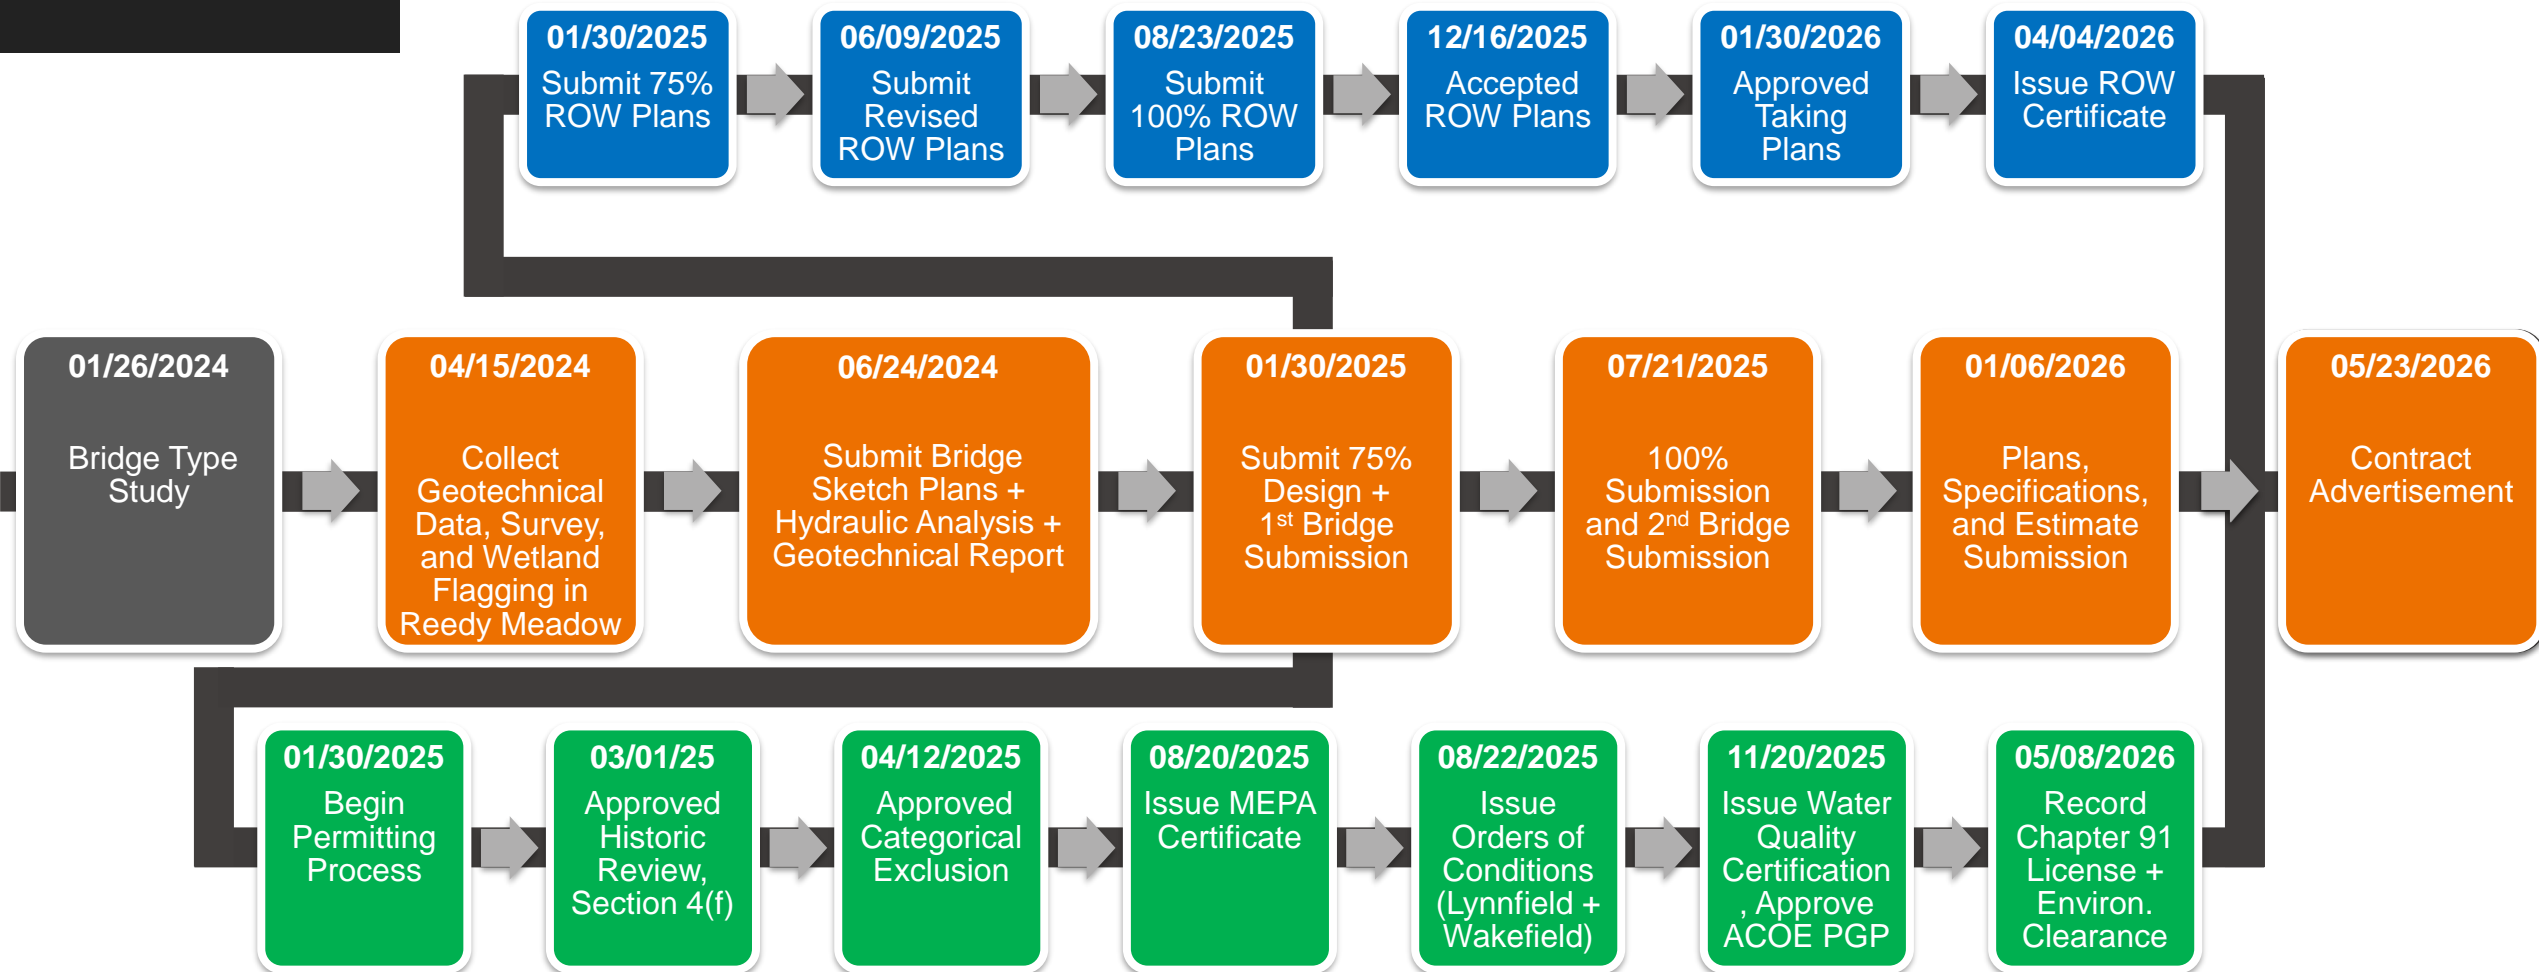 01/30/2025
Submit 75%
ROW Plans
06/09/2025
Submit
Revised
ROW Plans
08/23/2025
Submit
100% ROW
Plans
12/16/2025
Accepted
ROW Plans
01/30/2026
Approved
Taking
Plans
04/04/2026
Issue ROW
Certificate
01/26/2024
Bridge Type
Study
04/15/2024
Collect
Geotechnical
Data, Survey,
and Wetland
Flagging in
Reedy Meadow
06/24/2024
Submit Bridge
Sketch Plans +
Hydraulic Analysis +
Geotechnical Report
01/30/2025
Submit 75%
Design +
1st Bridge
Submission
07/21/2025
100%
Submission
and 2nd Bridge
Submission
01/06/2026
Plans,
Specifications,
and Estimate
Submission
05/23/2026
Contract
Advertisement
01/30/2025
Begin
Permitting
Process
03/01/25
Approved
Historic
Review,
Section 4(f)
04/12/2025
Approved
Categorical
Exclusion
08/20/2025
Issue MEPA
Certificate
08/22/2025
Issue
Orders of
Conditions
(Lynnfield +
Wakefield)
11/20/2025
Issue Water
Quality
Certification
, Approve
ACOE PGP
05/08/2026
Record
Chapter 91
License +
Environ.
Clearance